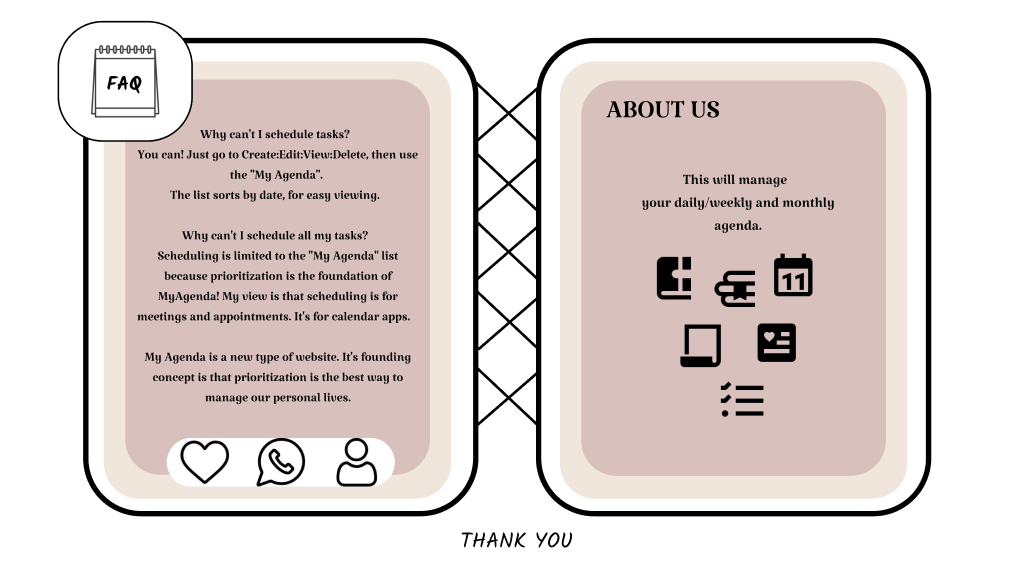 FAQ
Why can't I schedule tasks?
You can! Just go to Create:Edit:View:Delete, then use
the "My Agenda".
The list sorts by date, for easy viewing.
Why can't I schedule all my tasks?
Scheduling is limited to the "My Agenda" list
because prioritization is the foundation of
MyAgenda! My view is that scheduling is for
meetings and appointments. It's for calendar apps.
My Agenda is a new type of website. It's founding
concept is that prioritization is the best way to
manage our personal lives.
ABOUT US
This will manage
your daily/weekly and monthly
agenda.
11
THANK YOU